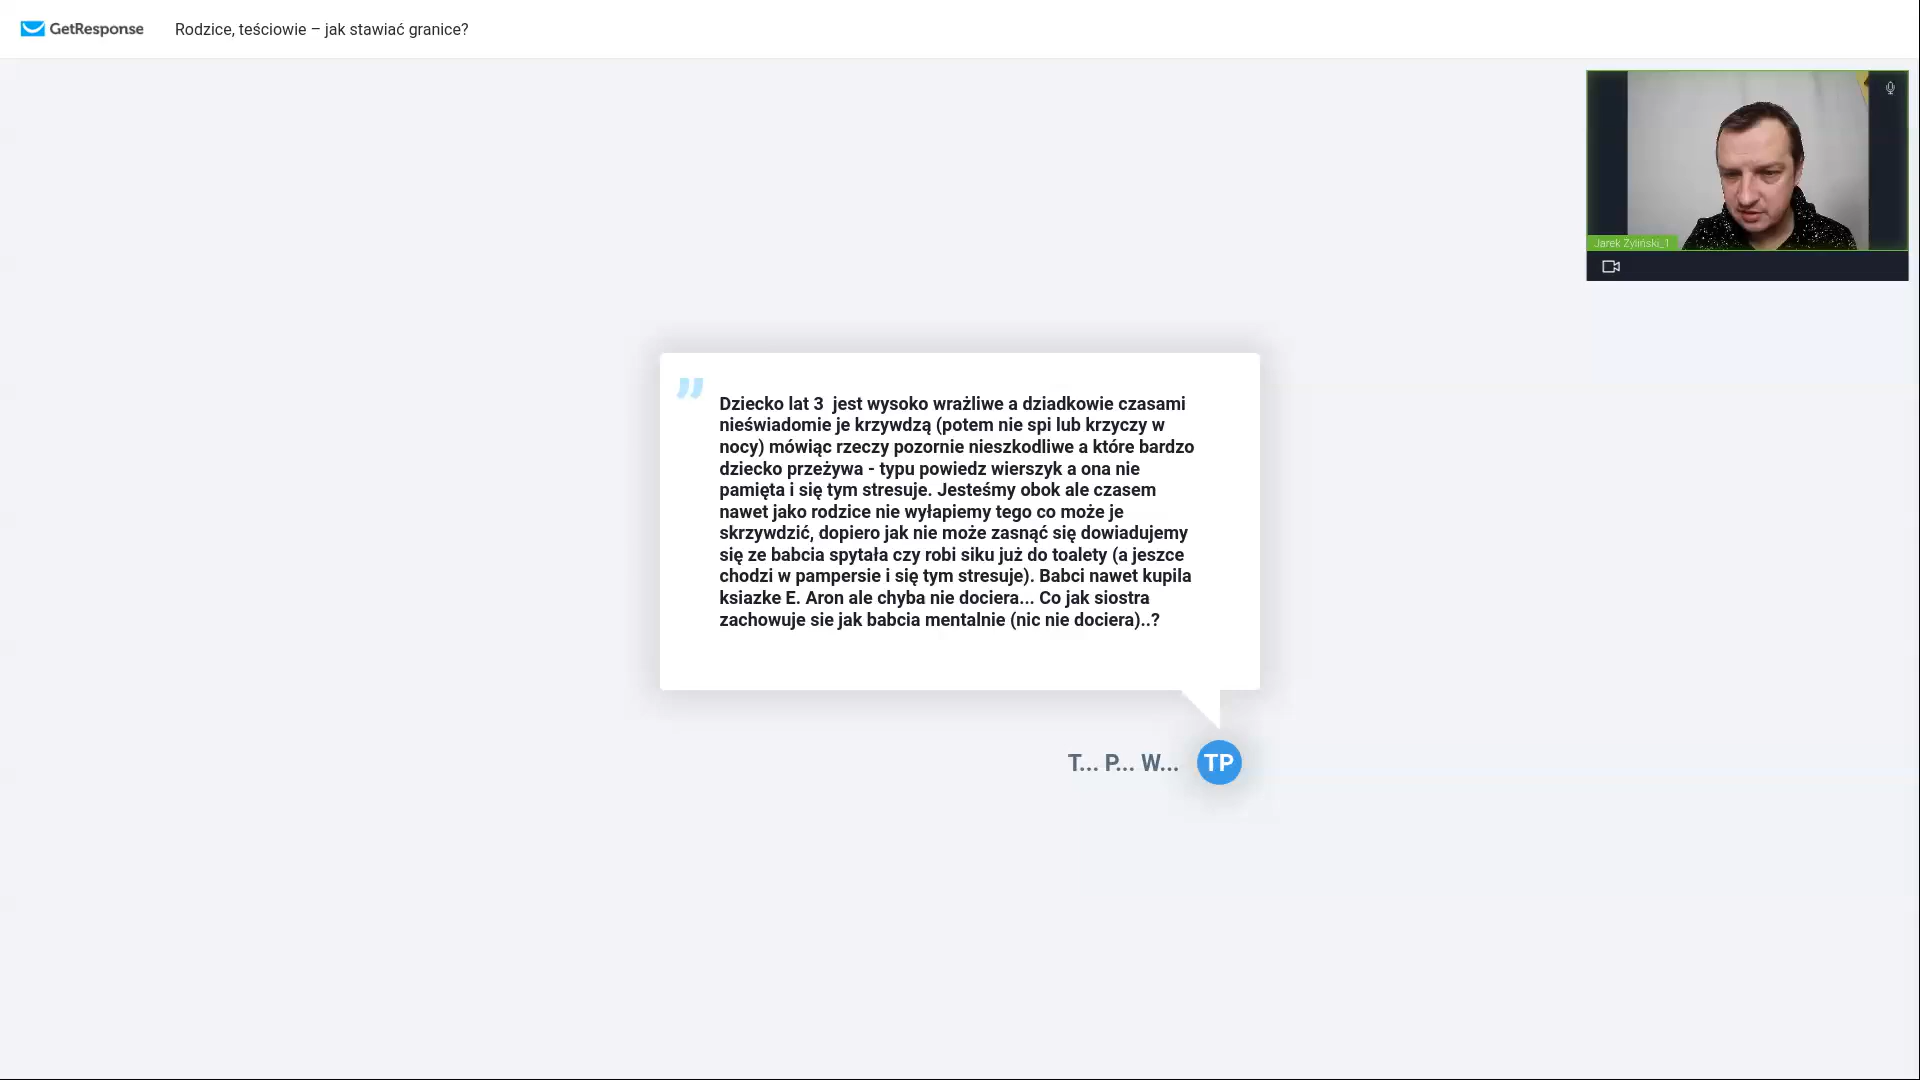 GetResponse
Rodzice, teściowie – jak stawiać granice?
Jarek Żyliński_1
Dziecko lat 3  jest wysoko wrażliwe a dziadkowie czasami
nieświadomie je krzywdzą (potem nie spi lub krzyczy w
nocy) mówiąc rzeczy pozornie nieszkodliwe a które bardzo
dziecko przeżywa - typu powiedz wierszyk a ona nie
pamięta i się tym stresuje. Jesteśmy obok ale czasem
nawet jako rodzice nie wyłapiemy tego co może je
skrzywdzić, dopiero jak nie może zasnąć się dowiadujemy
się ze babcia spytała czy robi siku już do toalety (a jeszce
chodzi w pampersie i się tym stresuje). Babci nawet kupila
ksiazke E. Aron ale chyba nie dociera... Co jak siostra
zachowuje sie jak babcia mentalnie (nic nie dociera)..?
T... P... W...
TP